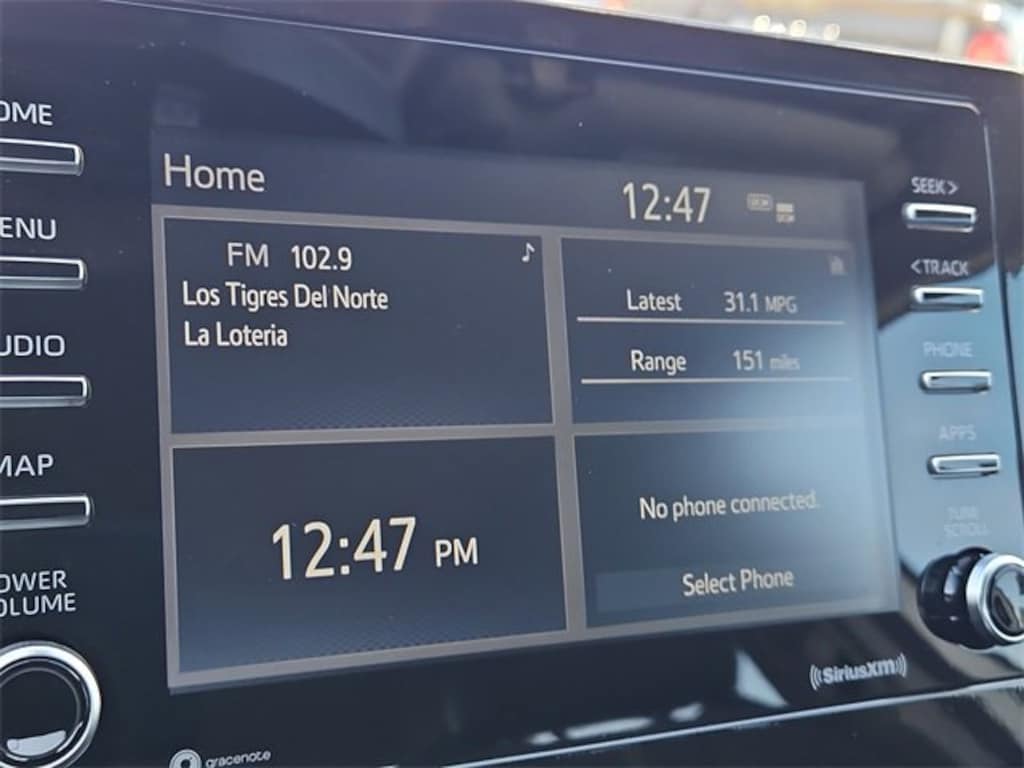 OME
ENU
UDIO
MAP
OWER
OLUME
Home
12:47
FM 102.9
Los Tigres Del Norte
La Loteria
Latest 31.1 MPG
Range 151 miles
12:47 PM
No phone connected.
Select Phone
SEEK >
< TRACK
PHONE
APPS
TUNE
SCROLL
SiriusXM
gracenote